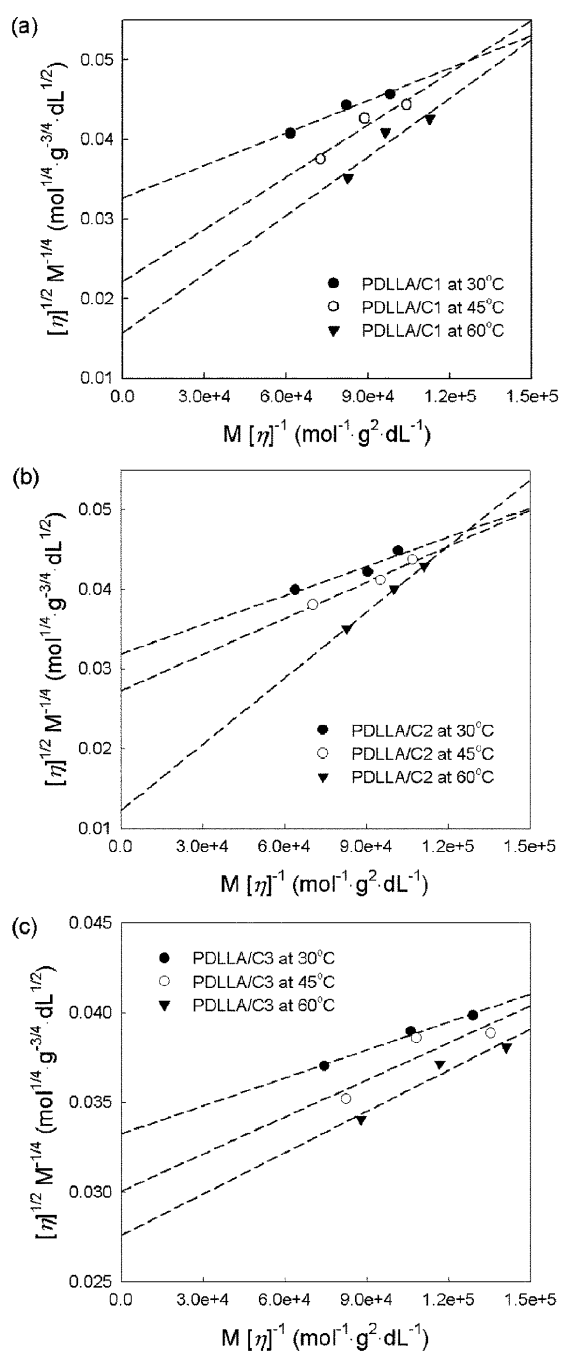 (a)
[η]^1/2 M^-1/4 (mol^1/4·g^-3/4·dL^1/2)
0.05
0.04
0.03
0.02
0.01
PDLLA/C1 at 30°C
PDLLA/C1 at 45°C
PDLLA/C1 at 60°C
0.0 3.0e+4 6.0e+4 9.0e+4 1.2e+5 1.5e+5
M [η]^-1 (mol^-1·g^2·dL^-1)
(b)
[η]^1/2 M^-1/4 (mol^1/4·g^-3/4·dL^1/2)
0.05
0.04
0.03
0.02
0.01
PDLLA/C2 at 30°C
PDLLA/C2 at 45°C
PDLLA/C2 at 60°C
0.0 3.0e+4 6.0e+4 9.0e+4 1.2e+5 1.5e+5
M [η]^-1 (mol^-1·g^2·dL^-1)
(c)
[η]^1/2 M^-1/4 (mol^1/4·g^-3/4·dL^1/2)
0.045
0.040
0.035
0.030
0.025
PDLLA/C3 at 30°C
PDLLA/C3 at 45°C
PDLLA/C3 at 60°C
0.0 3.0e+4 6.0e+4 9.0e+4 1.2e+5 1.5e+5
M [η]^-1 (mol^-1·g^2·dL^-1)